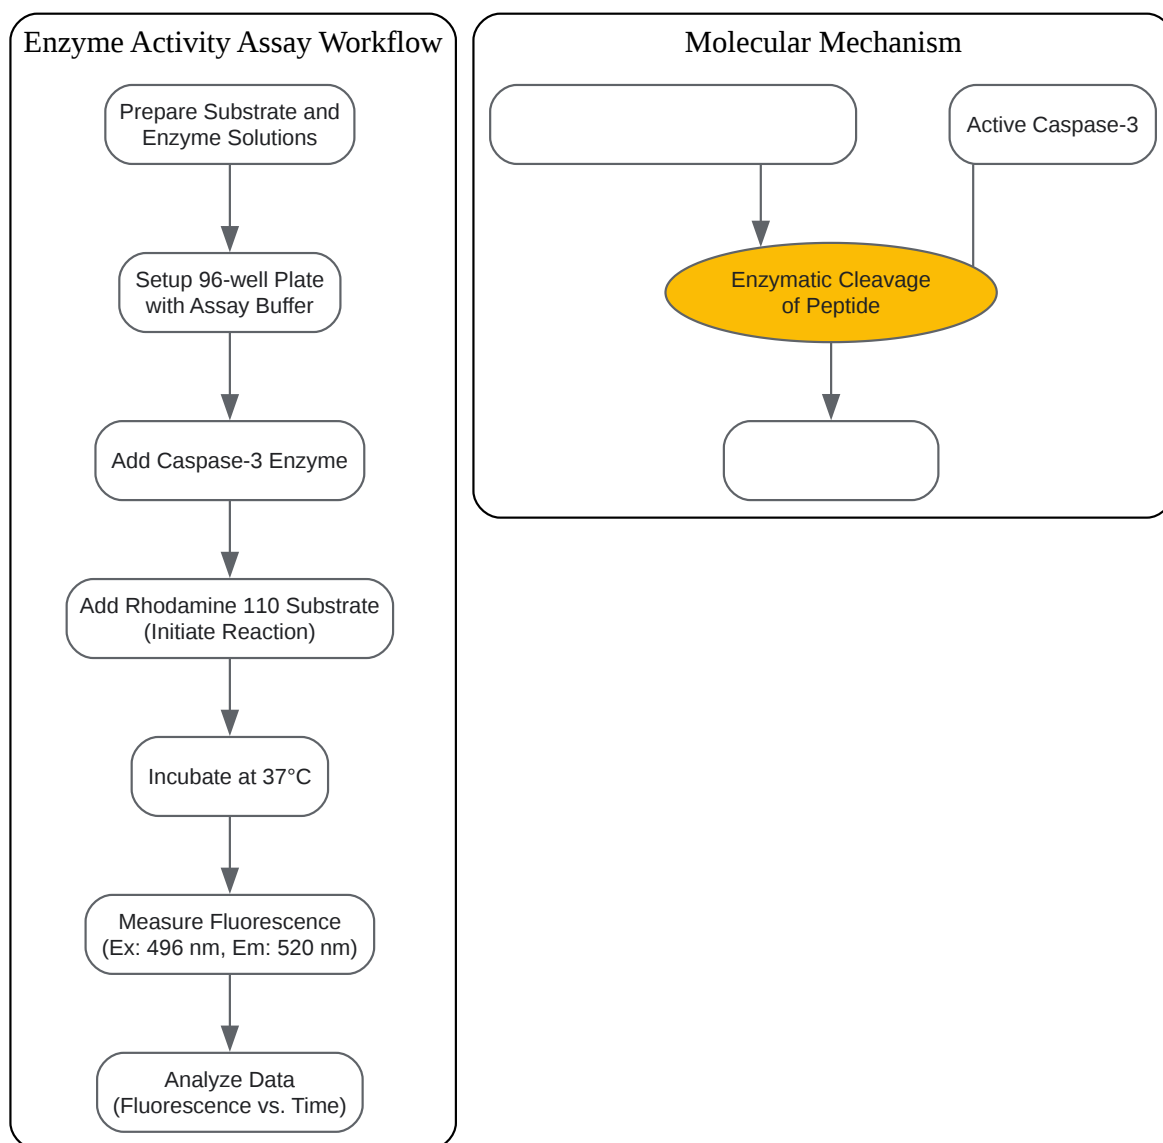 Enzyme Activity Assay Workflow
Prepare Substrate and
Enzyme Solutions
Setup 96-well Plate
with Assay Buffer
Add Caspase-3 Enzyme
Add Rhodamine 110 Substrate
(Initiate Reaction)
Incubate at 37°C
Measure Fluorescence
(Ex: 496 nm, Em: 520 nm)
Analyze Data
(Fluorescence vs. Time)
Molecular Mechanism
Active Caspase-3
Enzymatic Cleavage
of Peptide